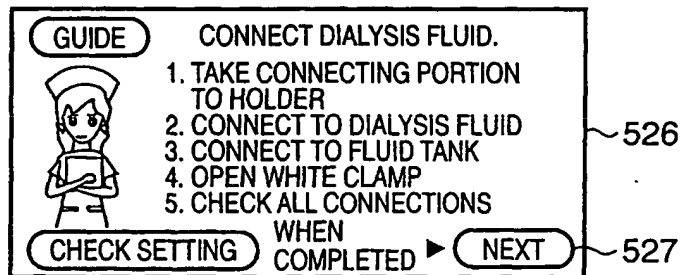 GUIDE
CONNECT DIALYSIS FLUID.
1. TAKE CONNECTING PORTION
TO HOLDER
2. CONNECT TO DIALYSIS FLUID
3. CONNECT TO FLUID TANK
4. OPEN WHITE CLAMP
5. CHECK ALL CONNECTIONS
CHECK SETTING
WHEN
COMPLETED ▶
NEXT
526
527